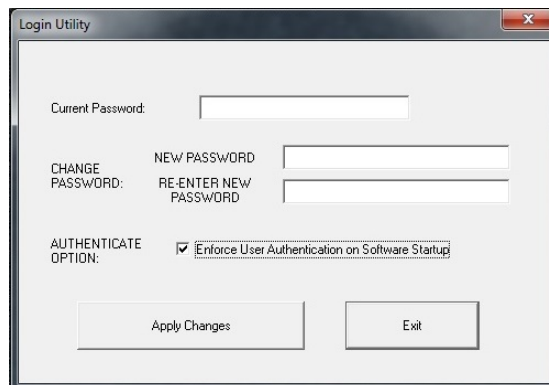 Login Utility
Current Password:
NEW PASSWORD
CHANGE
PASSWORD:
RE-ENTER NEW
PASSWORD
AUTHENTICATE
OPTION:
Enforce User Authentication on Software Startup
Apply Changes
Exit